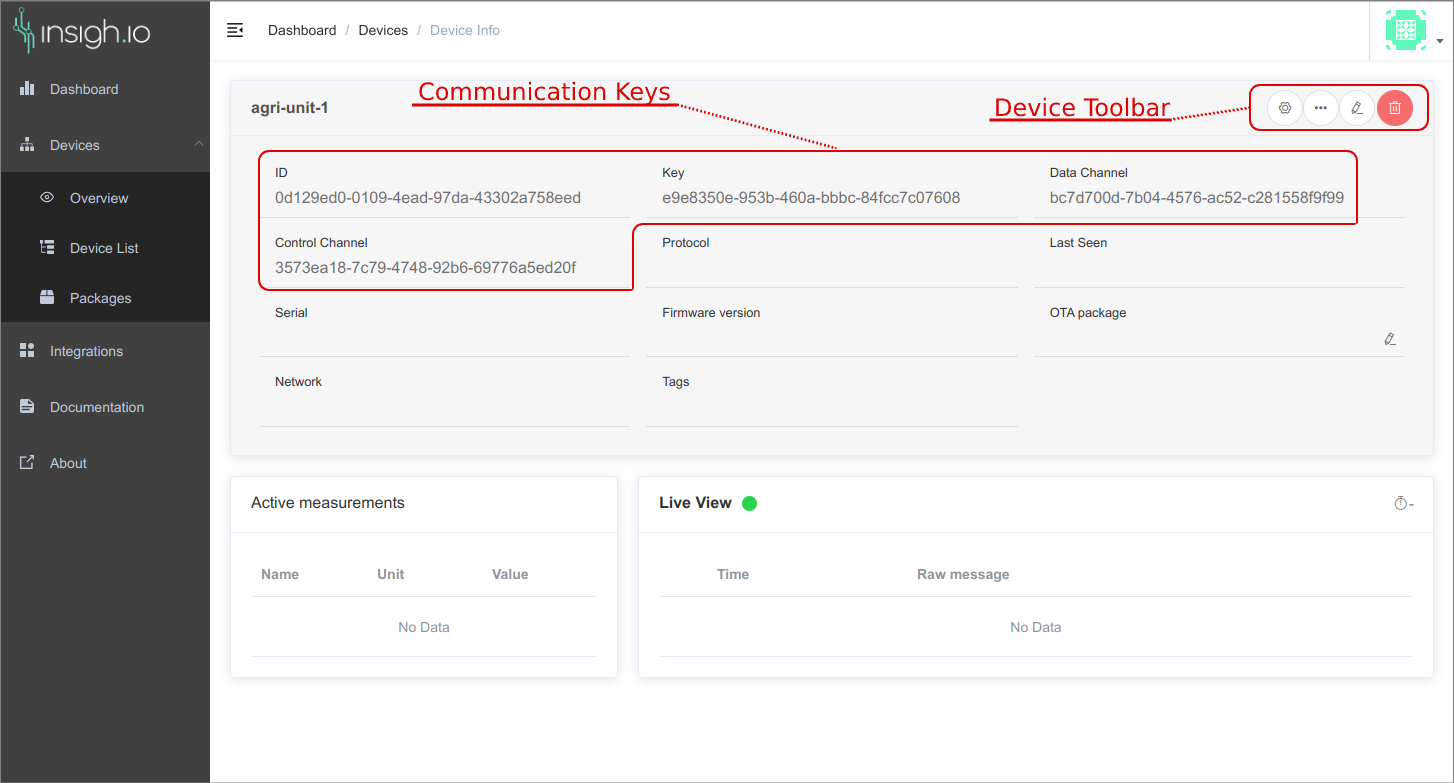 insigh.io
Dashboard
Devices
Overview
Device List
Packages
Integrations
Documentation
About
Dashboard / Devices / Device Info
agri-unit-1
Communication Keys
Device Toolbar
ID
0d129ed0-0109-4ead-97da-43302a758eed
Key
e9e8350e-953b-460a-bbbc-84fcc7c07608
Data Channel
bc7d700d-7b04-4576-ac52-c281558f9f99
Control Channel
3573ea18-7c79-4748-92b6-69776a5ed20f
Protocol
Last Seen
Serial
Firmware version
OTA package
Network
Tags
Active measurements
Name Unit Value
No Data
Live View
Time Raw message
No Data